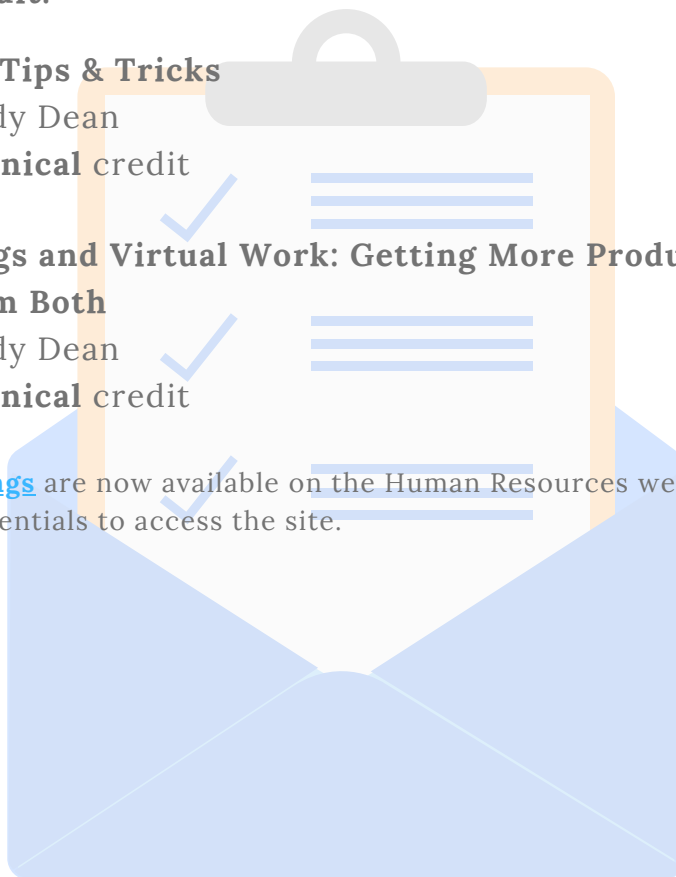 Tips & Tricks
dy Dean
nical credit
gs and Virtual Work: Getting More Produ
m Both
dy Dean
nical credit
ngs are now available on the Human Resources we
entials to access the site.